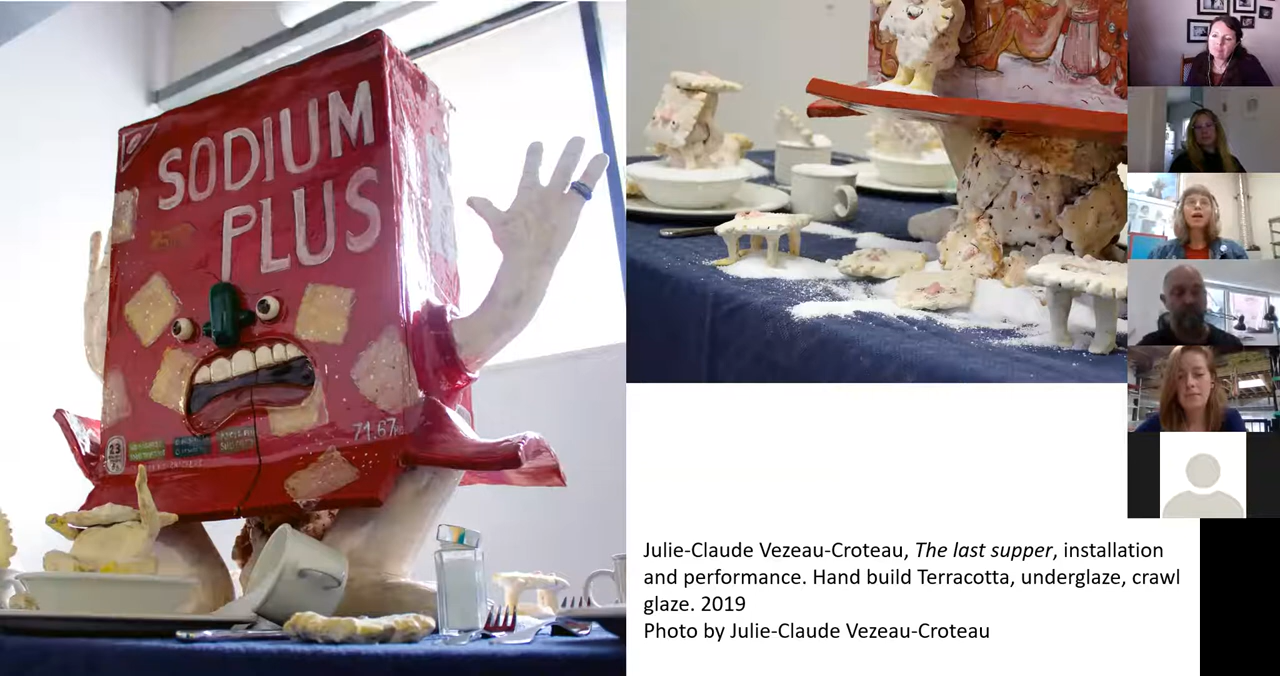 SODIUM
PLUS
23
71.67
Julie-Claude Vezeau-Croteau, The last supper, installation
and performance. Hand build Terracotta, underglaze, crawl
glaze. 2019
Photo by Julie-Claude Vezeau-Croteau